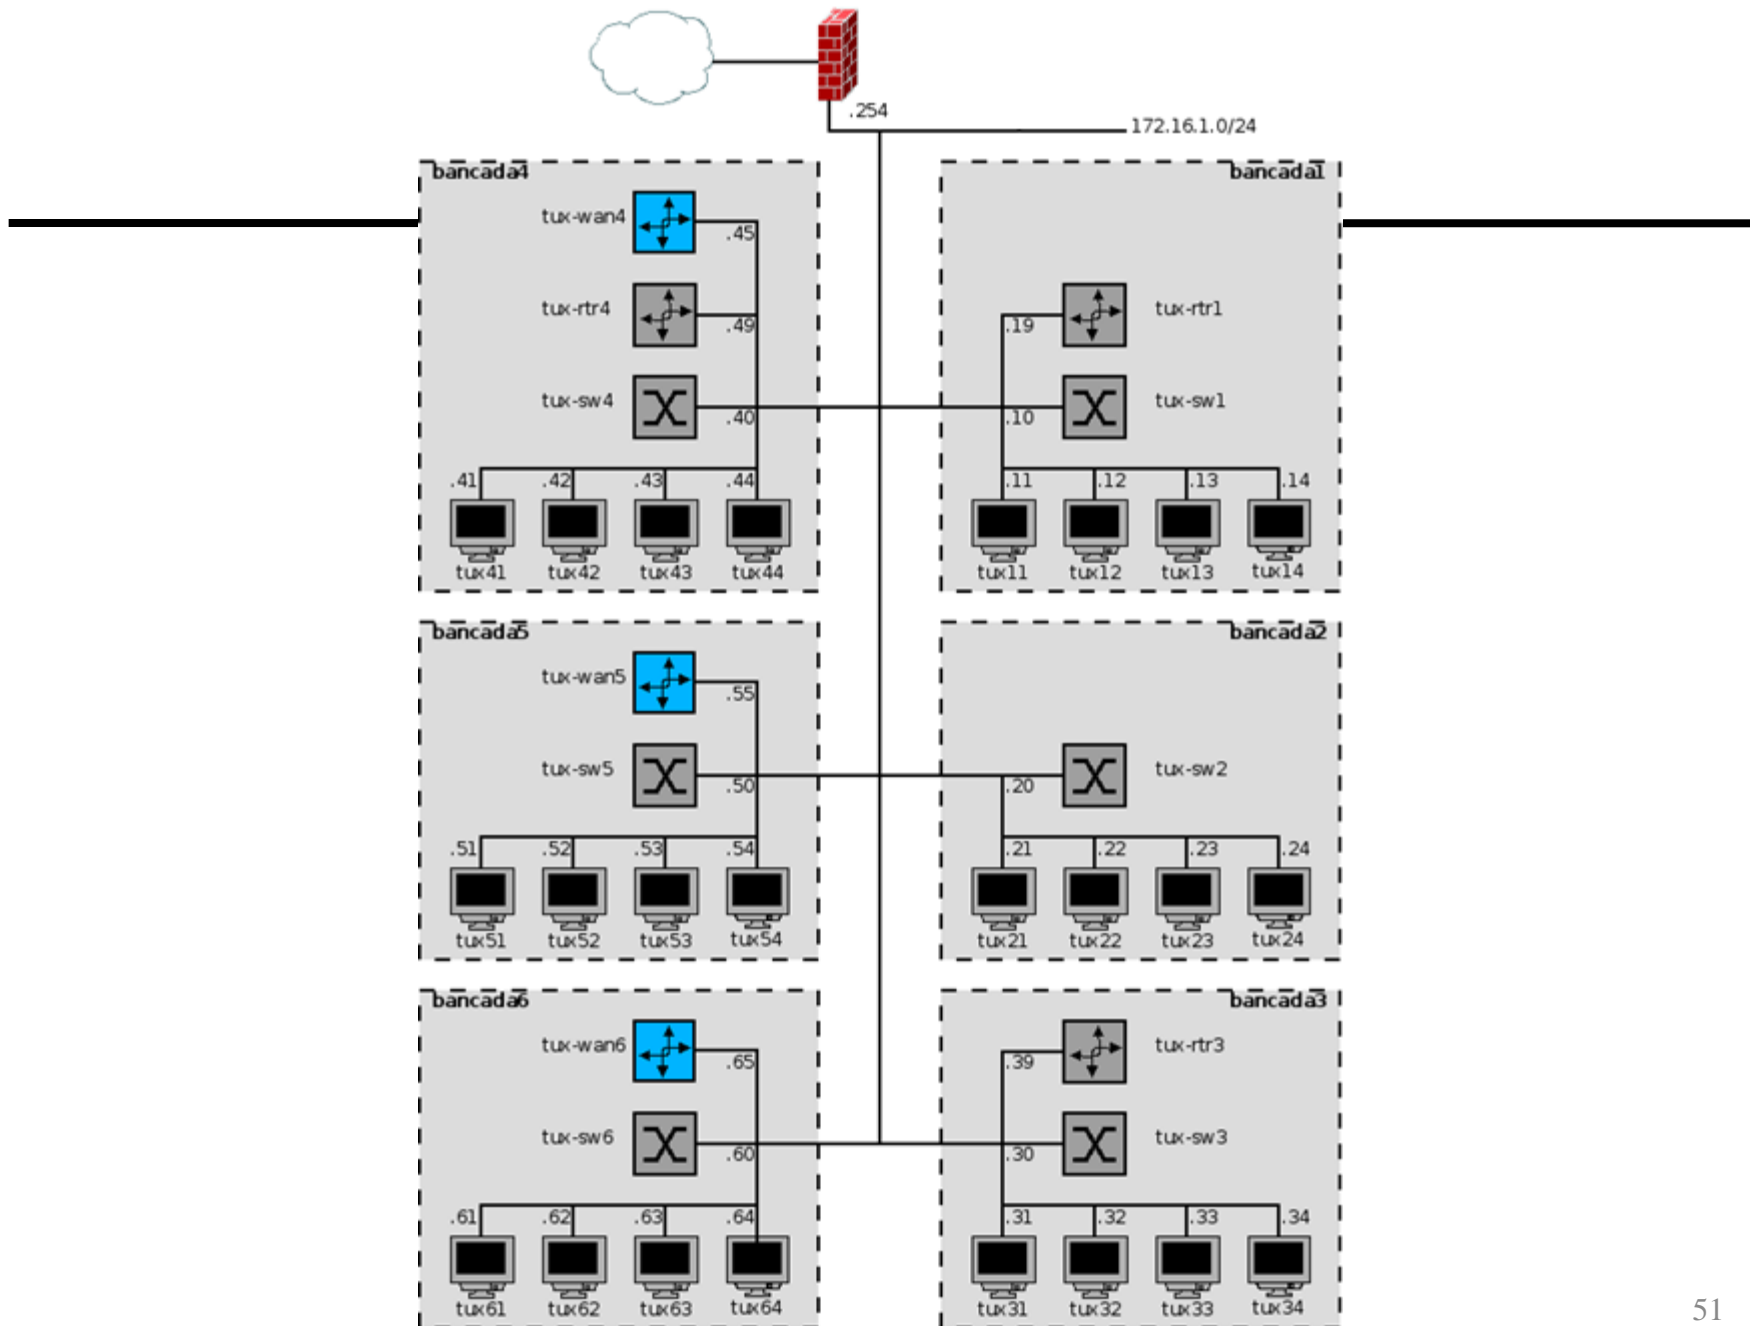 .254
172.16.1.0/24
bancada4
tux-wan4
.45
tux-rtr4
.49
tux-sw4
.40
.41 .42 .43 .44
tux41 tux42 tux43 tux44
bancada1
tux-rtr1
.19
tux-sw1
.10
.11 .12 .13 .14
tux11 tux12 tux13 tux14
bancada5
tux-wan5
.55
tux-sw5
.50
.51 .52 .53 .54
tux51 tux52 tux53 tux54
bancada2
tux-sw2
.20
.21 .22 .23 .24
tux21 tux22 tux23 tux24
bancada6
tux-wan6
.65
tux-sw6
.60
.61 .62 .63 .64
tux61 tux62 tux63 tux64
bancada3
tux-rtr3
.39
tux-sw3
.30
.31 .32 .33 .34
tux31 tux32 tux33 tux34
51